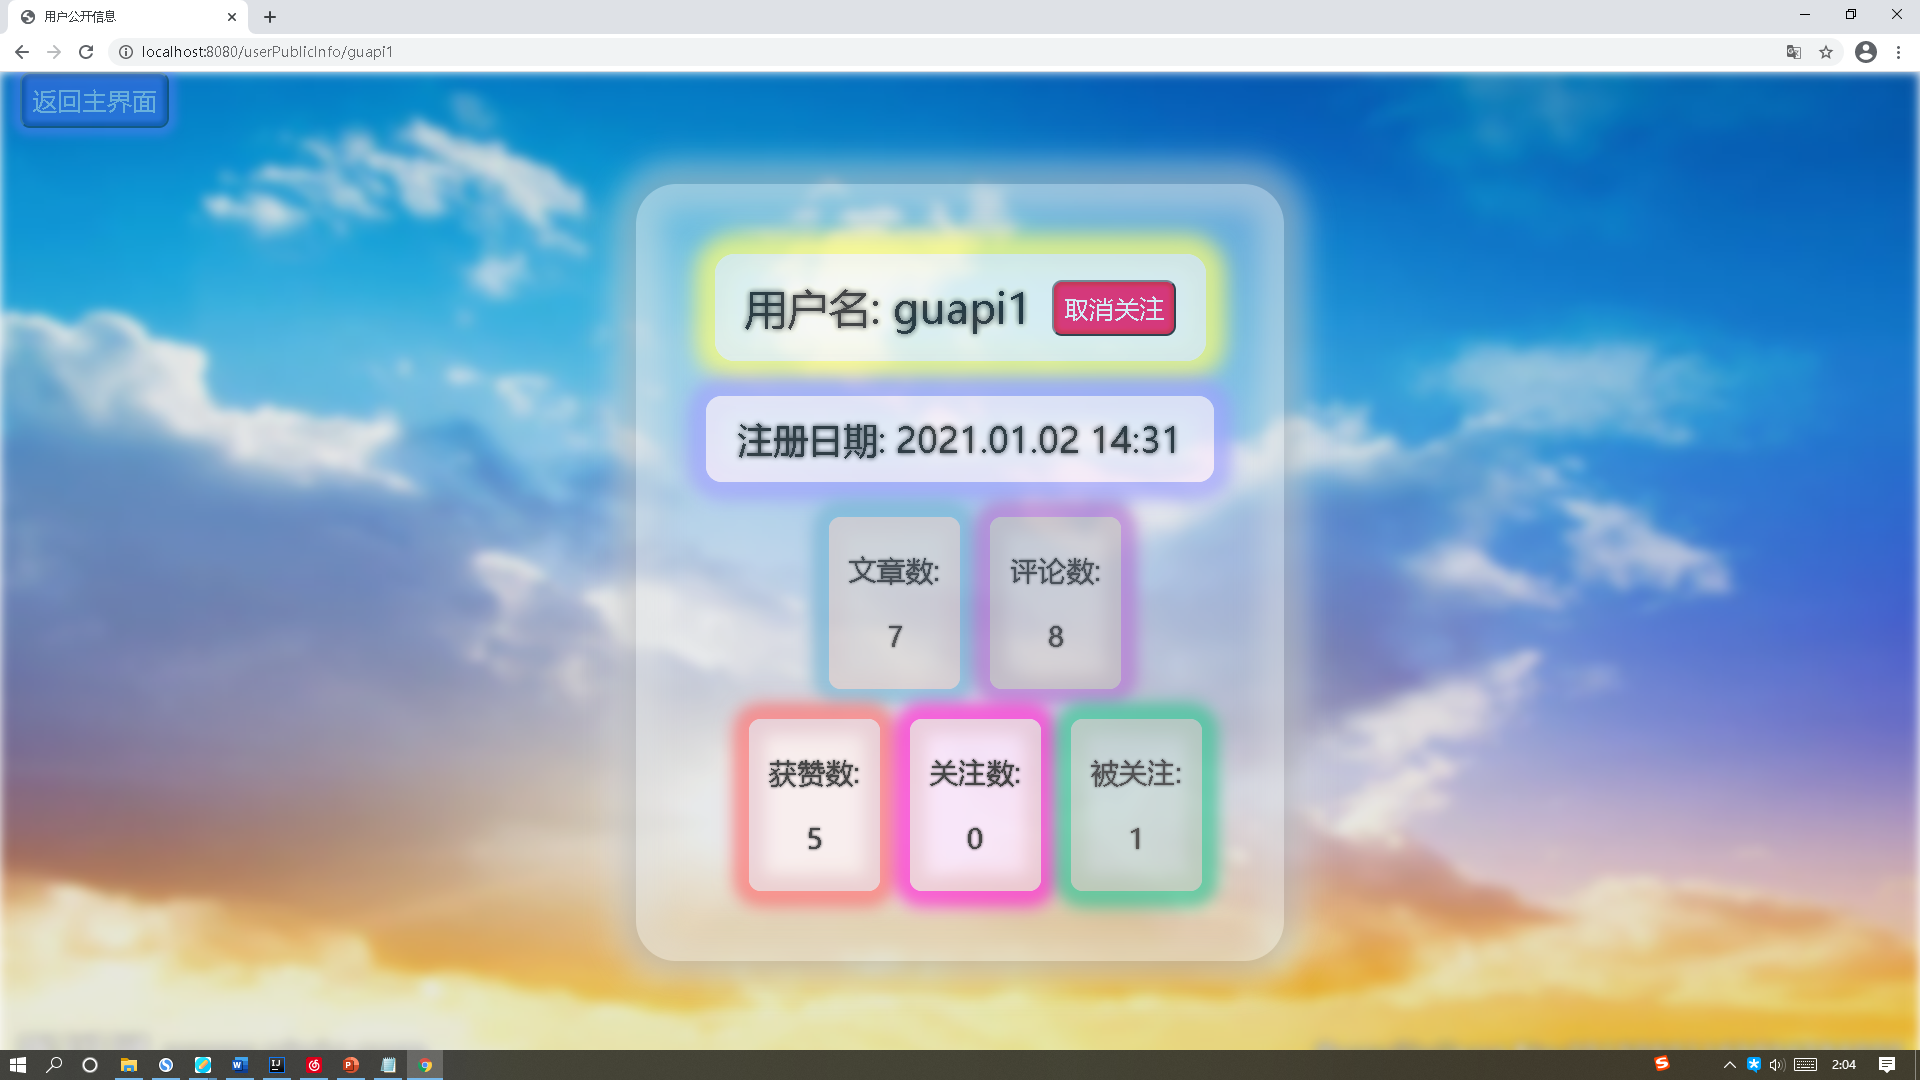 用户公开信息
localhost:8080/userPublicInfo/guapi1
返回主界面
用户名: guapi1 取消关注
注册日期: 2021.01.02 14:31
文章数: 评论数:
7 8
获赞数: 关注数: 被关注:
5 0 1
2:04